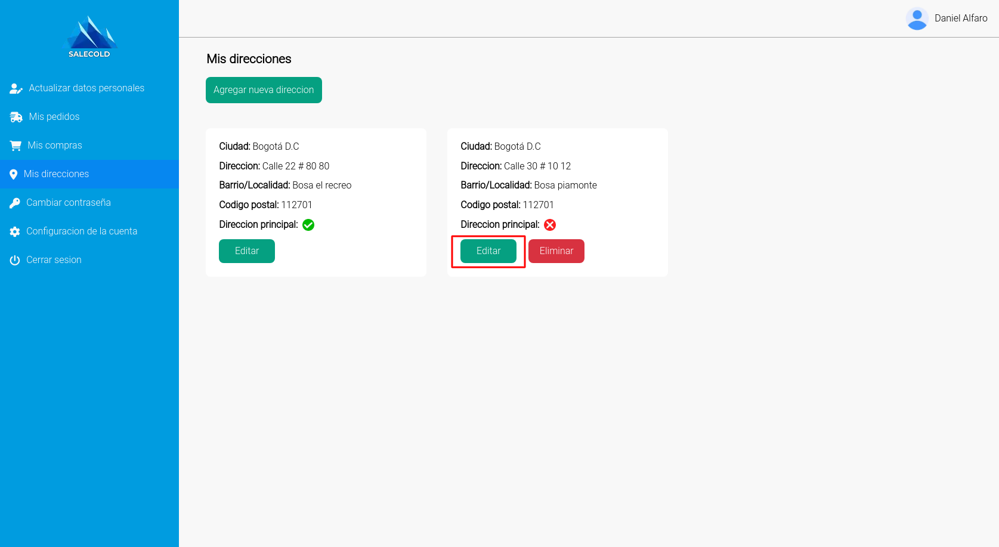 SALECOLD
Actualizar datos personales
Mis pedidos
Mis compras
Mis direcciones
Cambiar contraseña
Configuracion de la cuenta
Cerrar sesion
Daniel Alfaro
Mis direcciones
Agregar nueva direccion
Ciudad: Bogotá D.C
Direccion: Calle 22 # 80 80
Barrio/Localidad: Bosa el recreo
Codigo postal: 112701
Direccion principal:
Editar
Ciudad: Bogotá D.C
Direccion: Calle 30 # 10 12
Barrio/Localidad: Bosa piamonte
Codigo postal: 112701
Direccion principal:
Editar
Eliminar